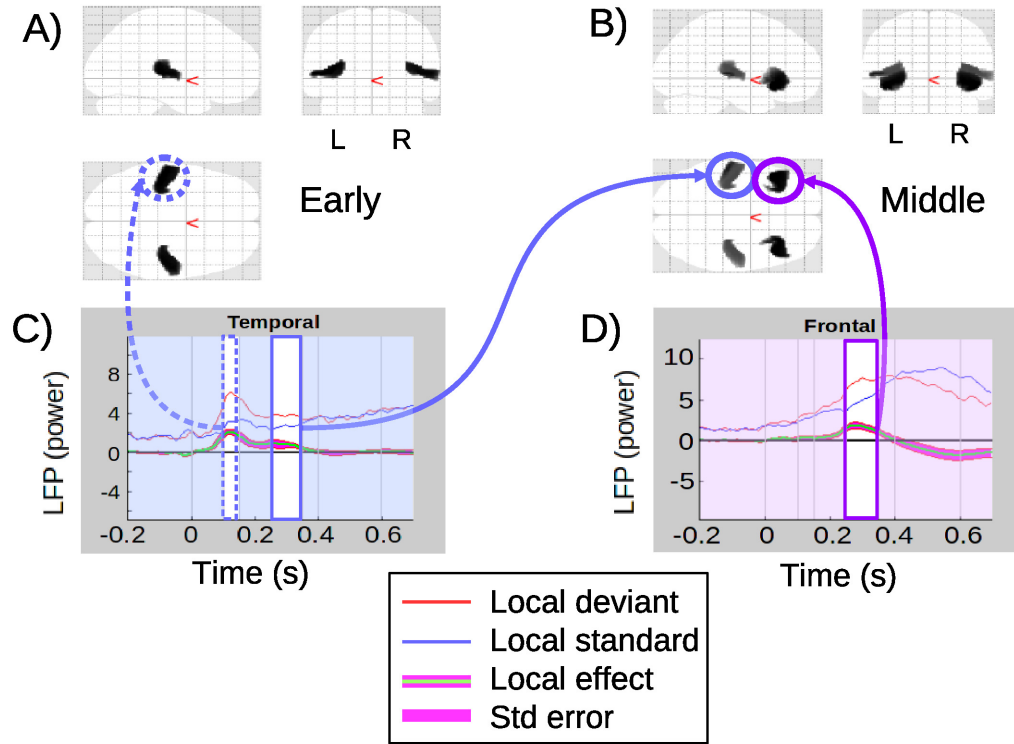 A)
B)
<
<
<
<
L R
L R
<
<
Early
Middle
C)
Temporal
D)
Frontal
LFP (power)
8
4
0
-4
-0.2 0 0.2 0.4 0.6
Time (s)
LFP (power)
10
5
0
-5
-0.2 0 0.2 0.4 0.6
Time (s)
Local deviant
Local standard
Local effect
Std error